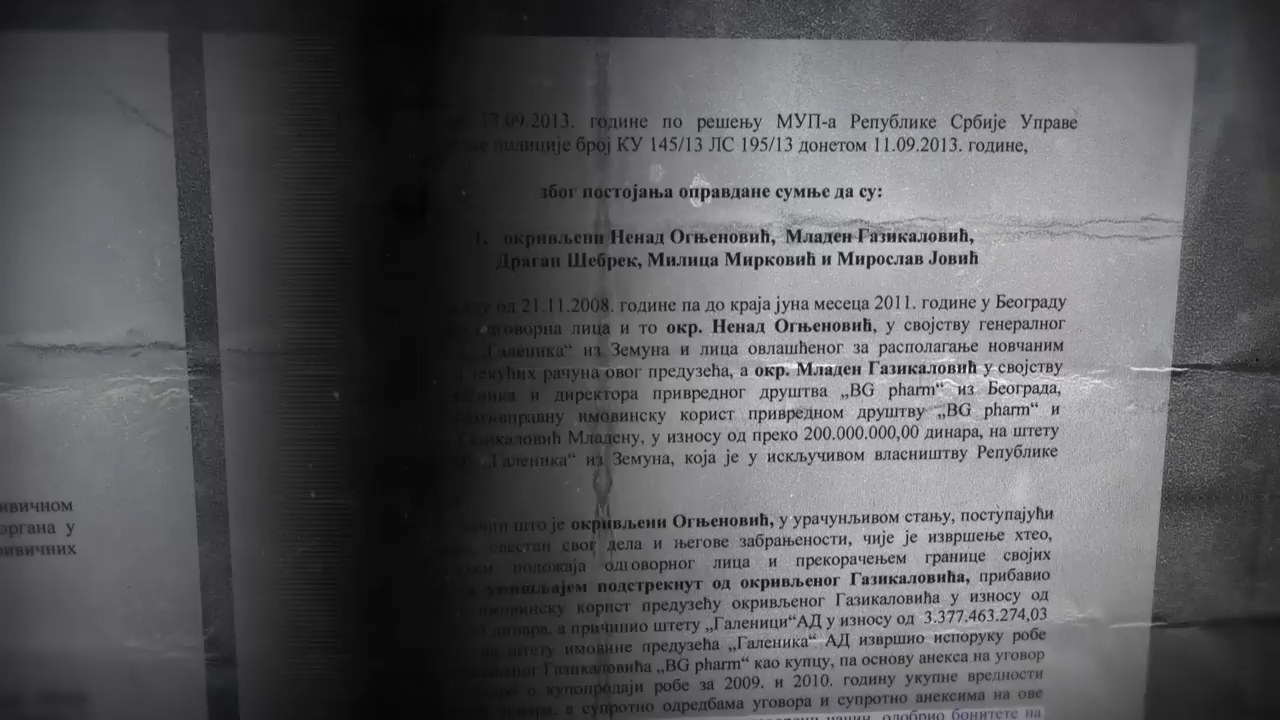 ивичном
органа у
ивичних
13.09.2013. године по решењу МУП-а Републике Србије Управе
полиције број КУ 145/13 ЛС 195/13 донетом 11.09.2013. године,
због постојања оправдане сумње да су:
1. окривљени Ненад Огњеновић, Младен Газикаловић,
Драган Шебрек, Милица Мирковић и Мирослав Јовић
од 21.11.2008. године па до краја јуна месеца 2011. године у Београду
одговорна лица и то окр. Ненад Огњеновић, у својству генералног
„Галеника“ из Земуна и лица овлашћеног за располагање новчаним
текућих рачуна овог предузећа, а окр. Младен Газикаловић у својству
и директора привредног друштва „BG pharm“ из Београда,
противправну имовинску корист привредном друштву „BG pharm“ и
Газикаловић Младену, у износу од преко 200.000.000,00 динара, на штету
„Галеника“ из Земуна, која је у искључивом власништву Републике
што је окривљени Огњеновић, у урачунљивом стању, поступајући
свестан свог дела и његове забрањености, чије је извршење хтео,
положаја одговорног лица и прекорачењем границе својих
умишљајем подстрекнут од окривљеног Газикаловића, прибавио
имовинску корист предузећу окривљеног Газикаловића у износу од
динара, а причинио штету „Галеници“АД у износу од 3.377.463.274,03
на штету имовине предузећа „Галеника“ АД извршио испоруку робе
Газикаловића „BG pharm“ као купцу, па основу анекса на уговор
о купопродаји робе за 2009. и 2010. годину укупне вредности
динара, а супротно одредбама уговора и супротно анексима на ове
начин, одобрио бонитете на